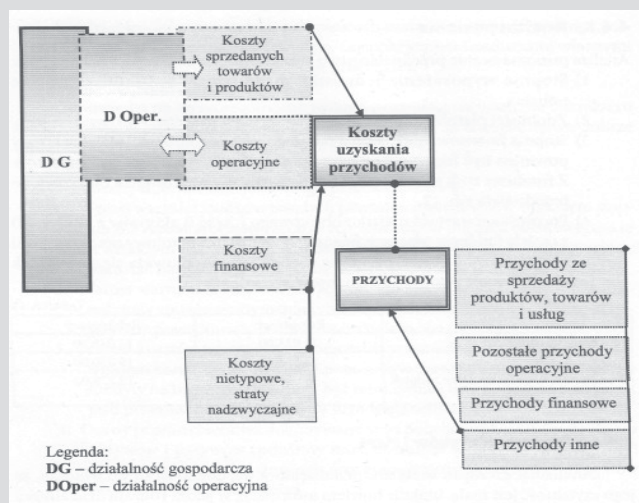 Koszty
sprzedanych
towarów
i produktów
D Oper.
D G
Koszty
operacyjne
Koszty
uzyskania
przychodów
Koszty
finansowe
PRZYCHODY
Przychody ze
sprzedaży
produktów, towarów
i usług
Pozostałe przychody
operacyjne
Przychody finansowe
Przychody inne
Koszty
nietypowe,
straty
nadzwyczajne
Legenda:
DG – działalność gospodarcza
DOper – działalność operacyjna